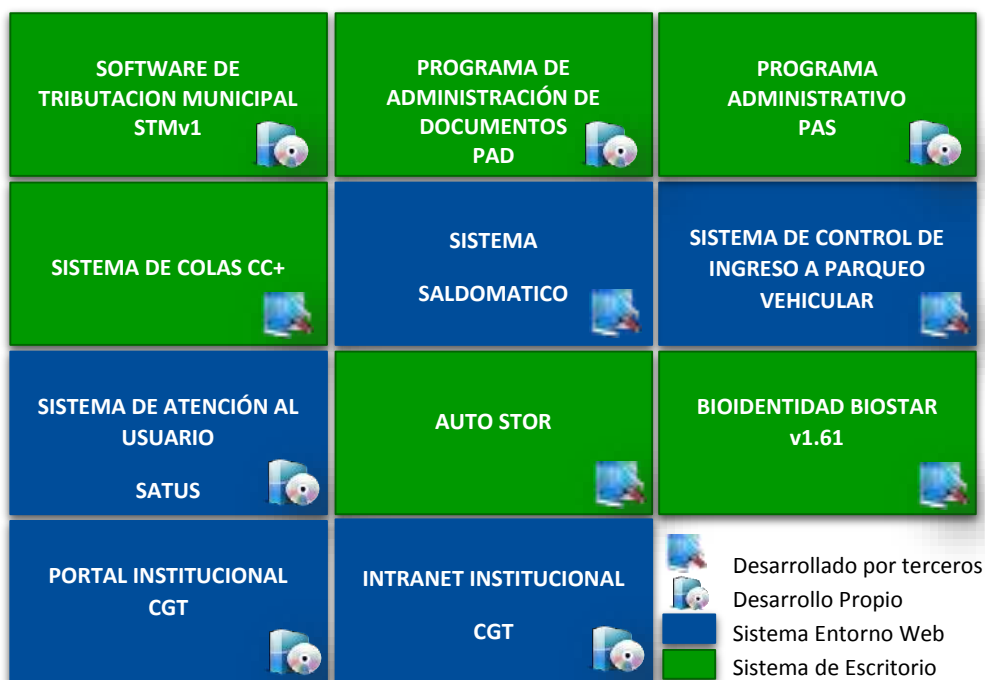 SOFTWARE DE
TRIBUTACION MUNICIPAL
STMv1
PROGRAMA DE
ADMINISTRACIÓN DE
DOCUMENTOS
PAD
PROGRAMA
ADMINISTRATIVO
PAS
SISTEMA DE COLAS CC+
SISTEMA
SALDOMATICO
SISTEMA DE CONTROL DE
INGRESO A PARQUEO
VEHICULAR
SISTEMA DE ATENCIÓN AL
USUARIO
SATUS
AUTO STOR
BIOIDENTIDAD BIOSTAR
v1.61
PORTAL INSTITUCIONAL
CGT
INTRANET INSTITUCIONAL
CGT
Desarrollado por terceros
Desarrollo Propio
Sistema Entorno Web
Sistema de Escritorio